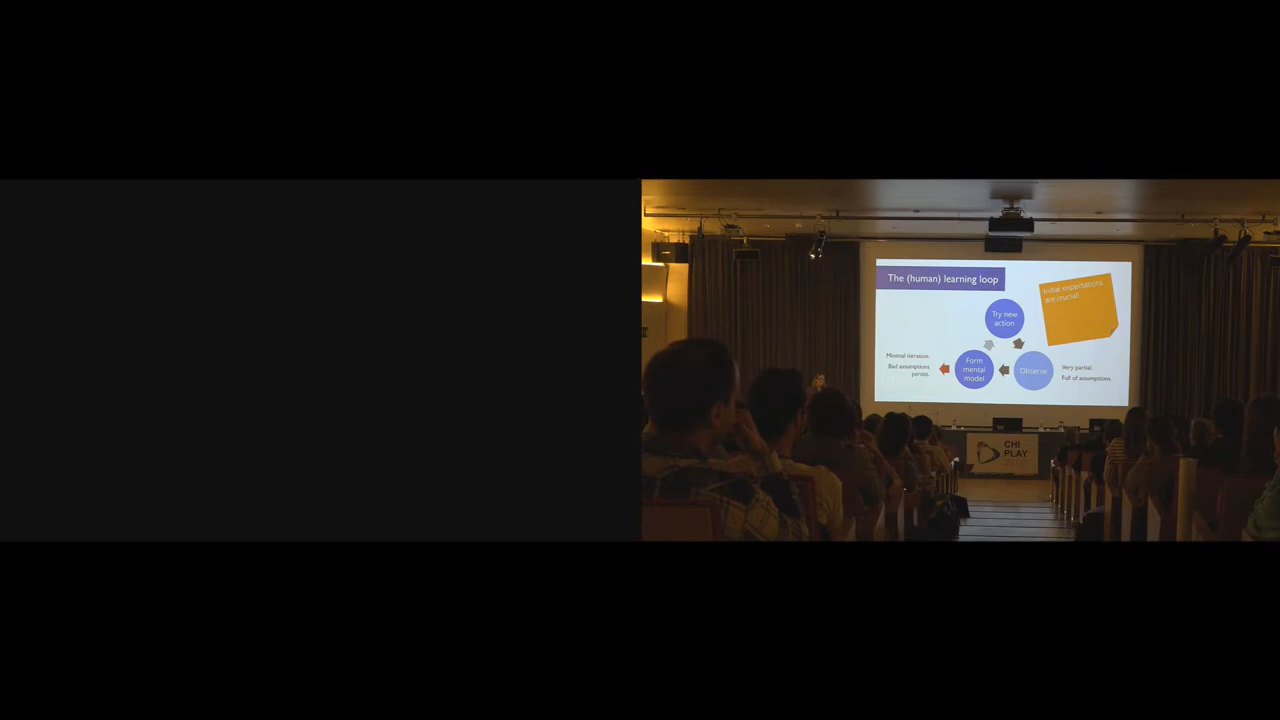 The (human) learning loop
Initial expectations
are crucial!
Try new
action
Minimal iteration.
Bad assumptions
persist.
Form
mental
model
Observe
Very partial.
Full of assumptions.
CHI
PLAY